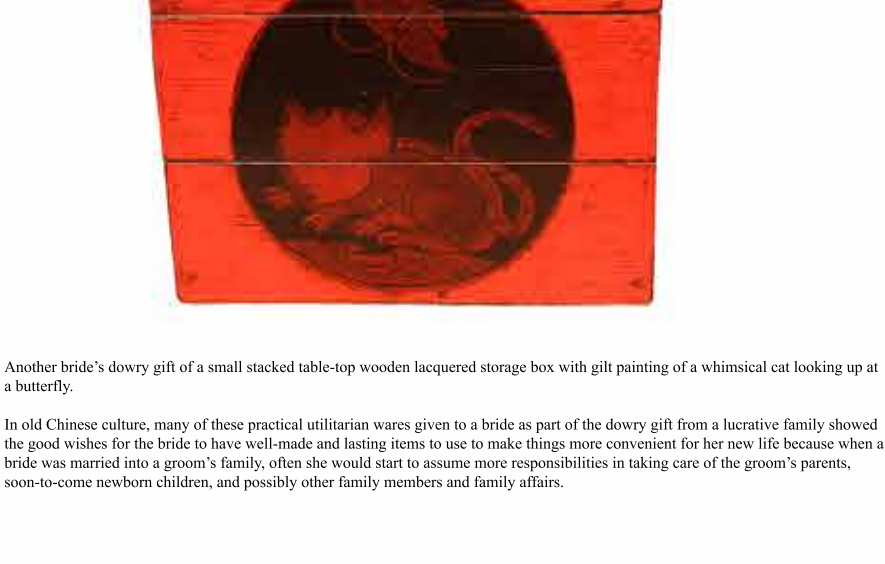 Another bride’s dowry gift of a small stacked table-top wooden lacquered storage box with gilt painting of a whimsical cat looking up at
a butterfly.
In old Chinese culture, many of these practical utilitarian wares given to a bride as part of the dowry gift from a lucrative family showed
the good wishes for the bride to have well-made and lasting items to use to make things more convenient for her new life because when a
bride was married into a groom’s family, often she would start to assume more responsibilities in taking care of the groom’s parents,
soon-to-come newborn children, and possibly other family members and family affairs.